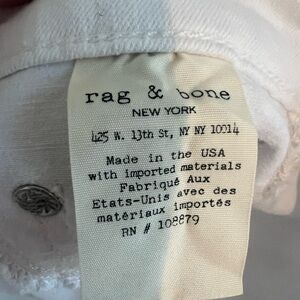 rag & bone
NEW YORK
425 W. 13th St, NY NY 10014
Made in the USA
with imported materials
Fabriqué Aux
Etats-Unis avec des
matériaux importés
RN # 108879